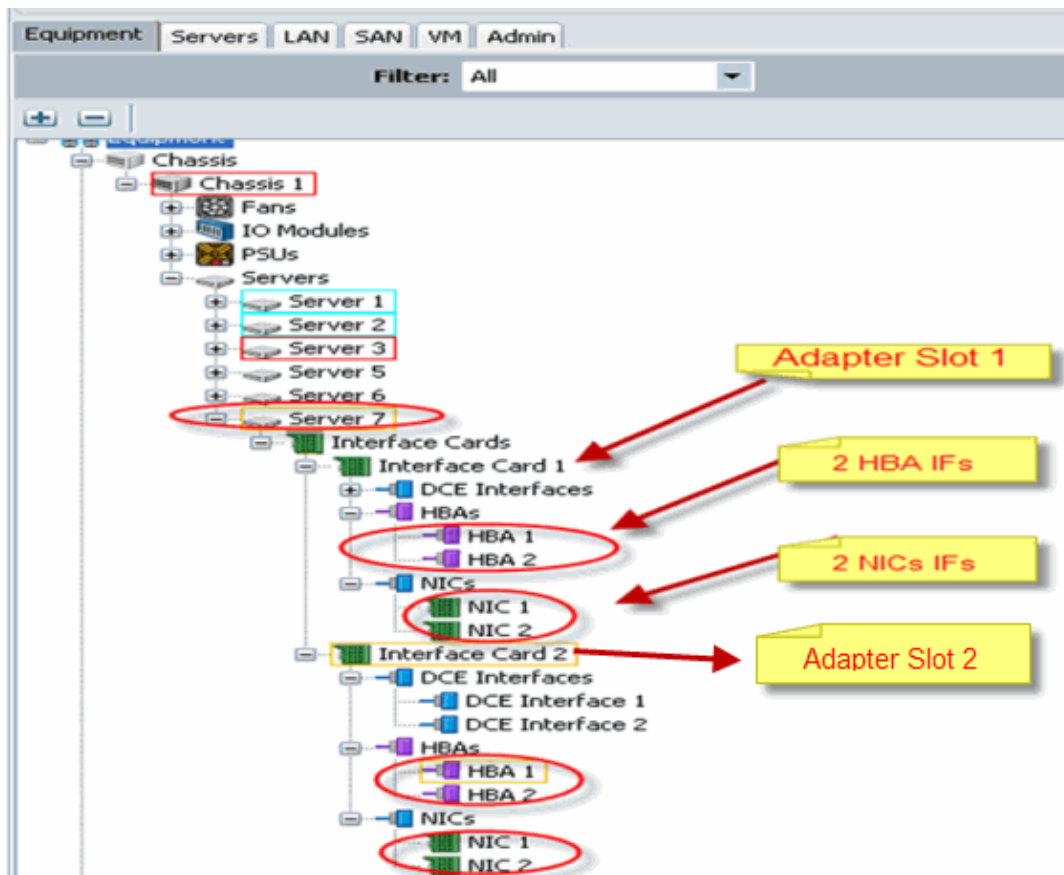 Equipment Servers LAN SAN VM Admin
Filter: All
Equipment
Chassis
Chassis 1
Fans
IO Modules
PSUs
Servers
Server 1
Server 2
Server 3
Adapter Slot 1
Server 5
Server 6
Server 7
Interface Cards
Interface Card 1
2 HBA IFs
DCE Interfaces
HBAs
HBA 1
HBA 2
2 NICs IFs
NICs
NIC 1
NIC 2
Interface Card 2
Adapter Slot 2
DCE Interfaces
DCE Interface 1
DCE Interface 2
HBAs
HBA 1
HBA 2
NICs
NIC 1
NIC 2